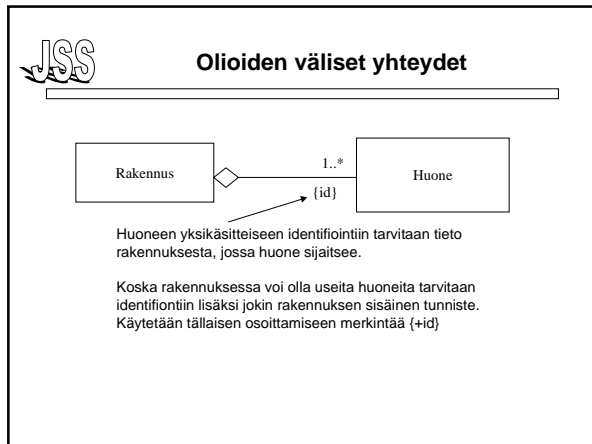 JSS
Olioiden väliset yhteydet
Rakennus
1..*
{id}
Huone
Huoneen yksikäsitteiseen identifiointiin tarvitaan tieto
rakennuksesta, jossa huone sijaitsee.
Koska rakennuksessa voi olla useita huoneita tarvitaan
identifiontiin lisäksi jokin rakennuksen sisäinen tunniste.
Käytetään tällaisen osoittamiseen merkintää {+id}